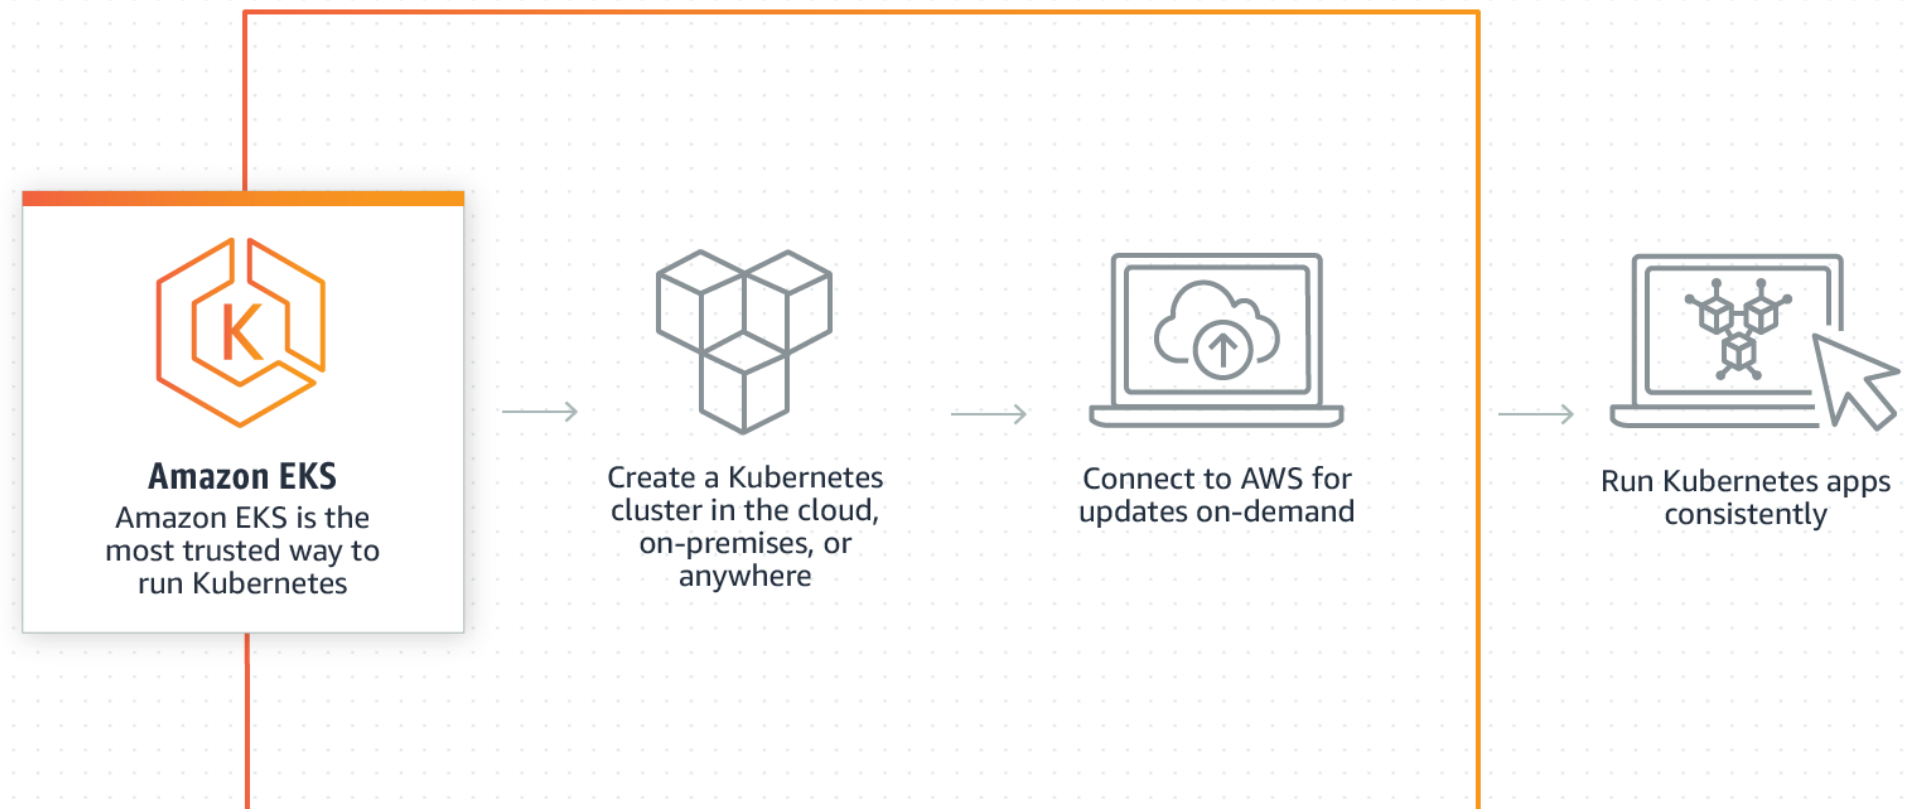 K
Amazon EKS
Amazon EKS is the
most trusted way to
run Kubernetes
Create a Kubernetes
cluster in the cloud,
on-premises, or
anywhere
Connect to AWS for
updates on-demand
Run Kubernetes apps
consistently